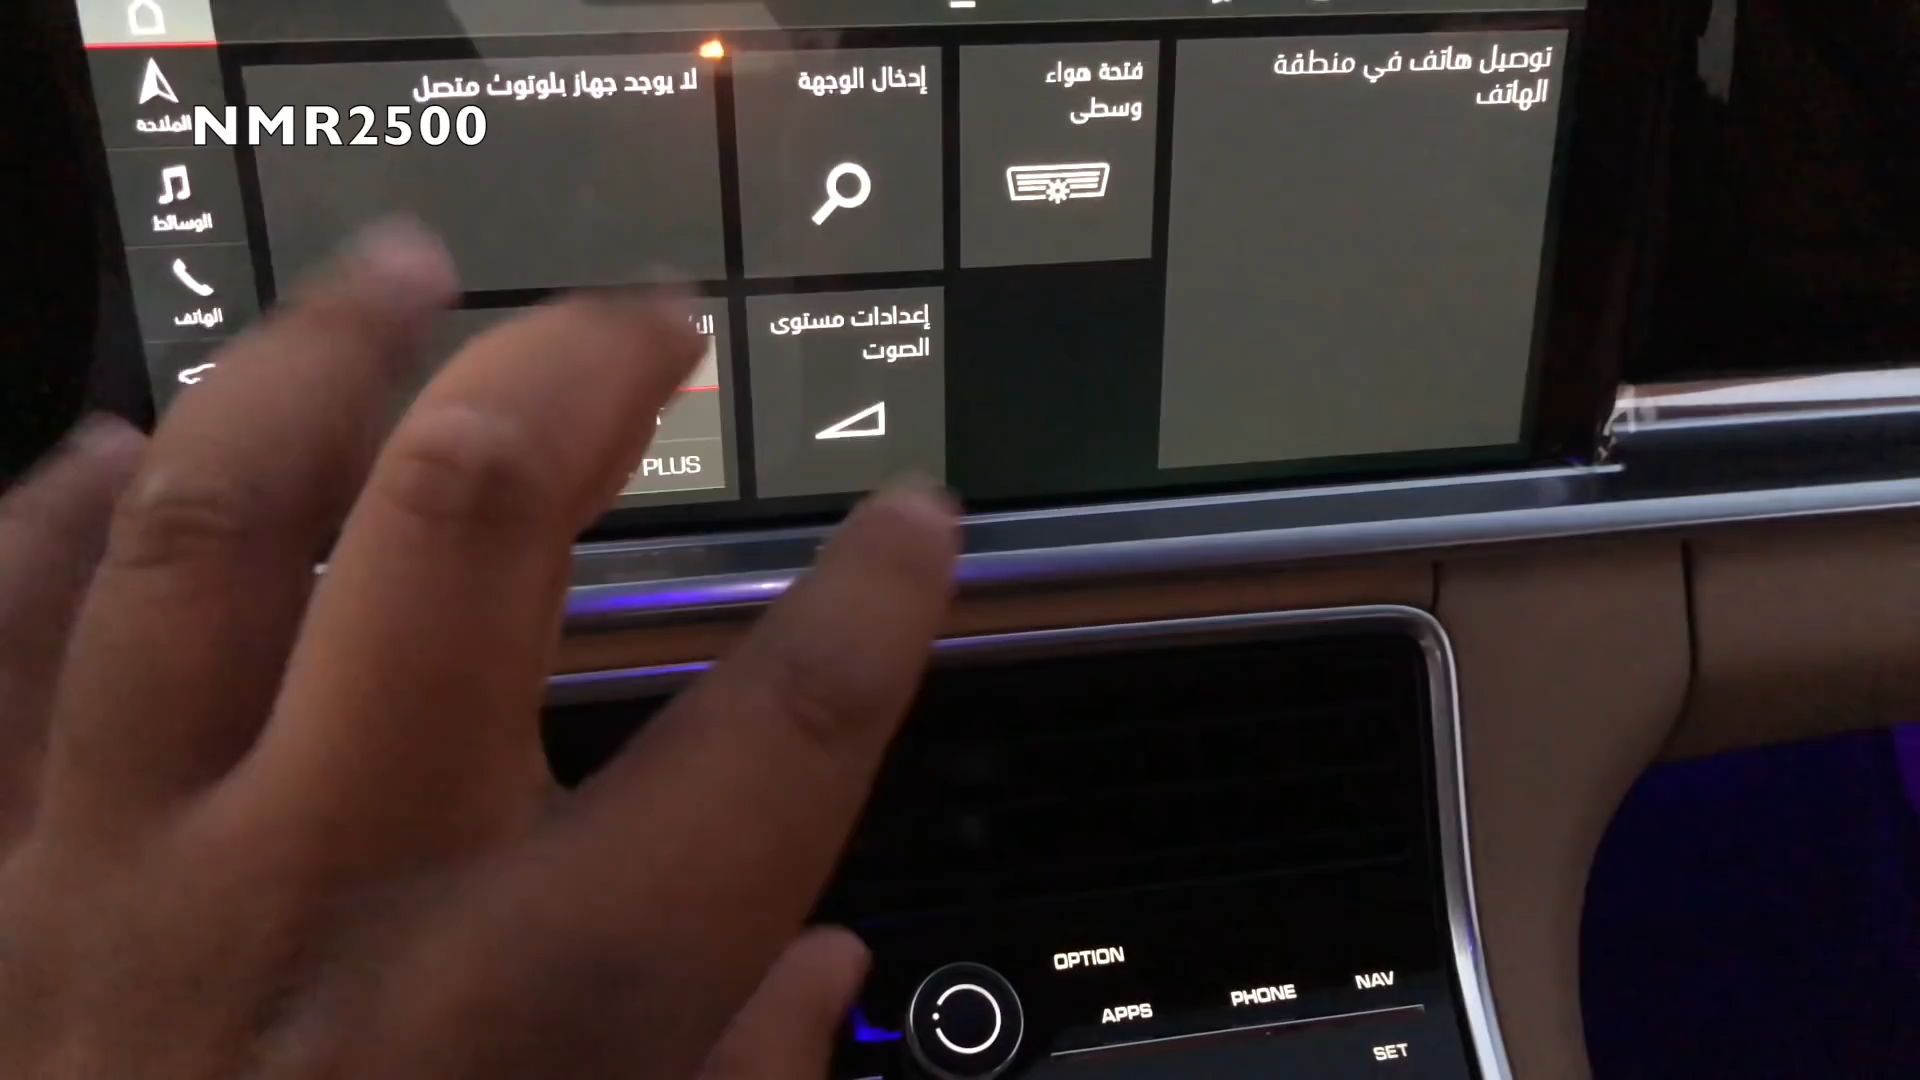 توصيل هاتف في منطقة
الهاتف
فتحة هواء
وسطى
إدخال الوجهة
لا يوجد جهاز بلوتوث متصل
الملاحة
NMR2500
الوسائط
الهاتف
إعدادات مستوى
الصوت
PLUS
OPTION
APPS
PHONE
NAV
SET